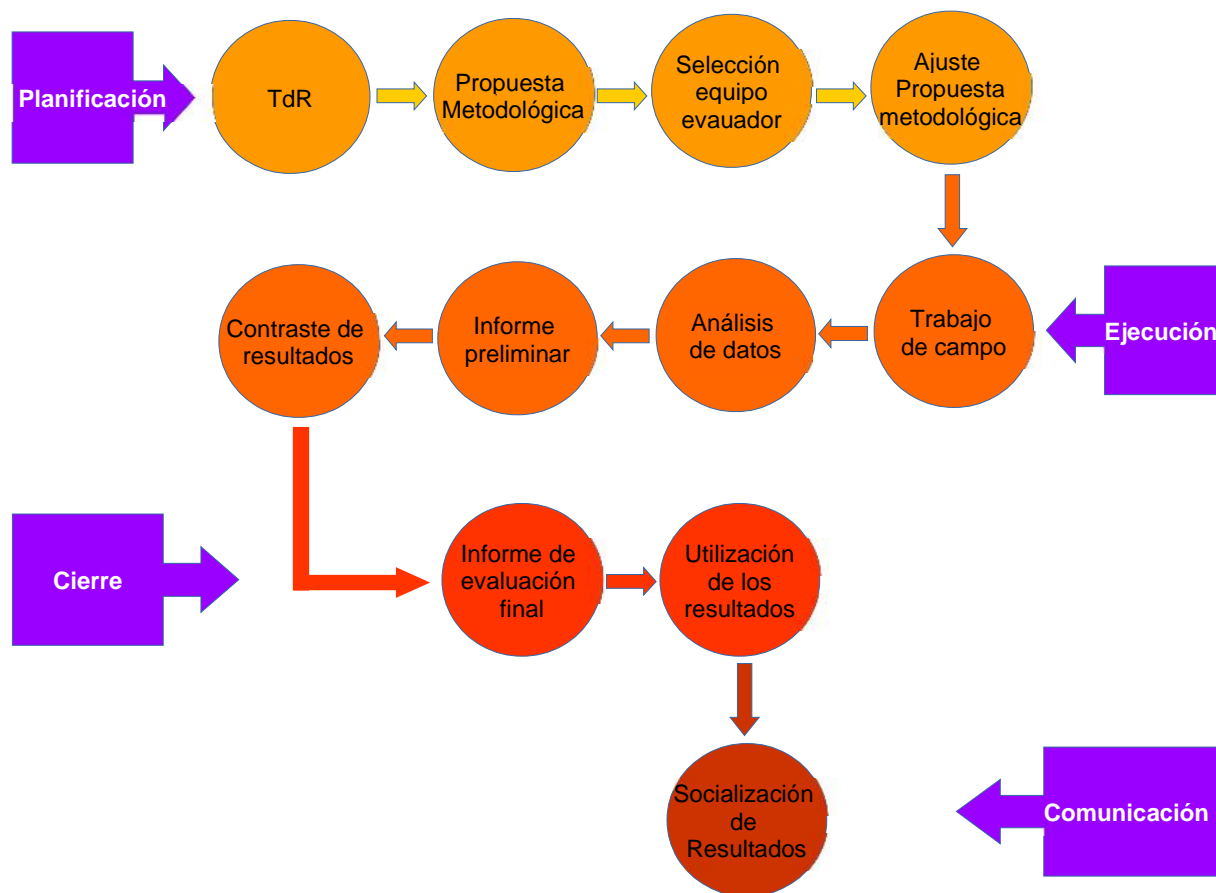 Planificación
TdR
Propuesta
Metodológica
Selección
equipo
evauador
Ajuste
Propuesta
metodológica
Contraste de
resultados
Informe
preliminar
Análisis
de datos
Trabajo
de campo
Ejecución
Cierre
Informe de
evaluación
final
Utilización
de los
resultados
Socialización
de
Resultados
Comunicación